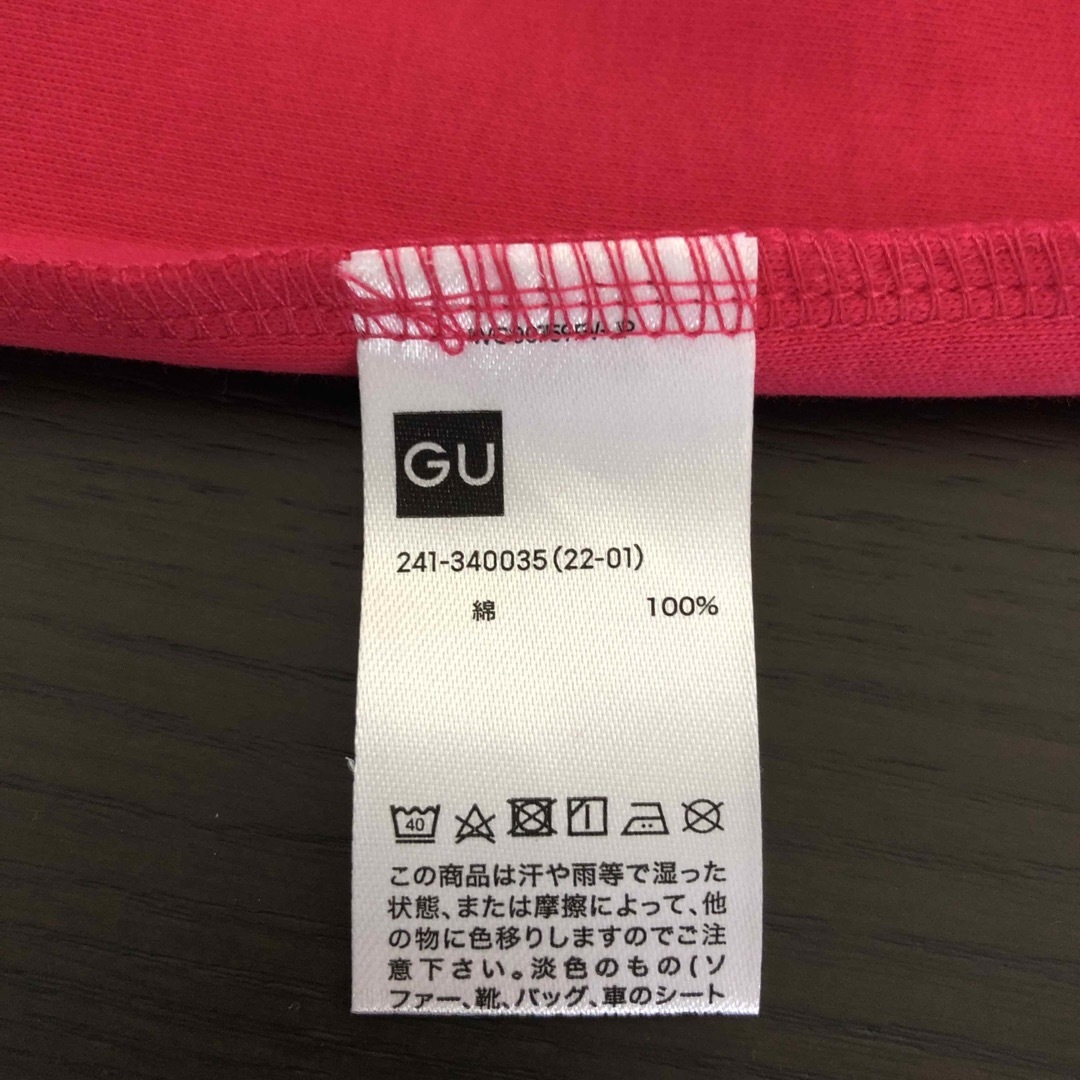 GU
241-340035(22-01)
綿 100%
40
この商品は汗や雨等で湿った
状態、または摩擦によって、他
の物に色移りしますのでご注
意下さい。淡色のもの(ソ
ファー、靴、バッグ、車のシート